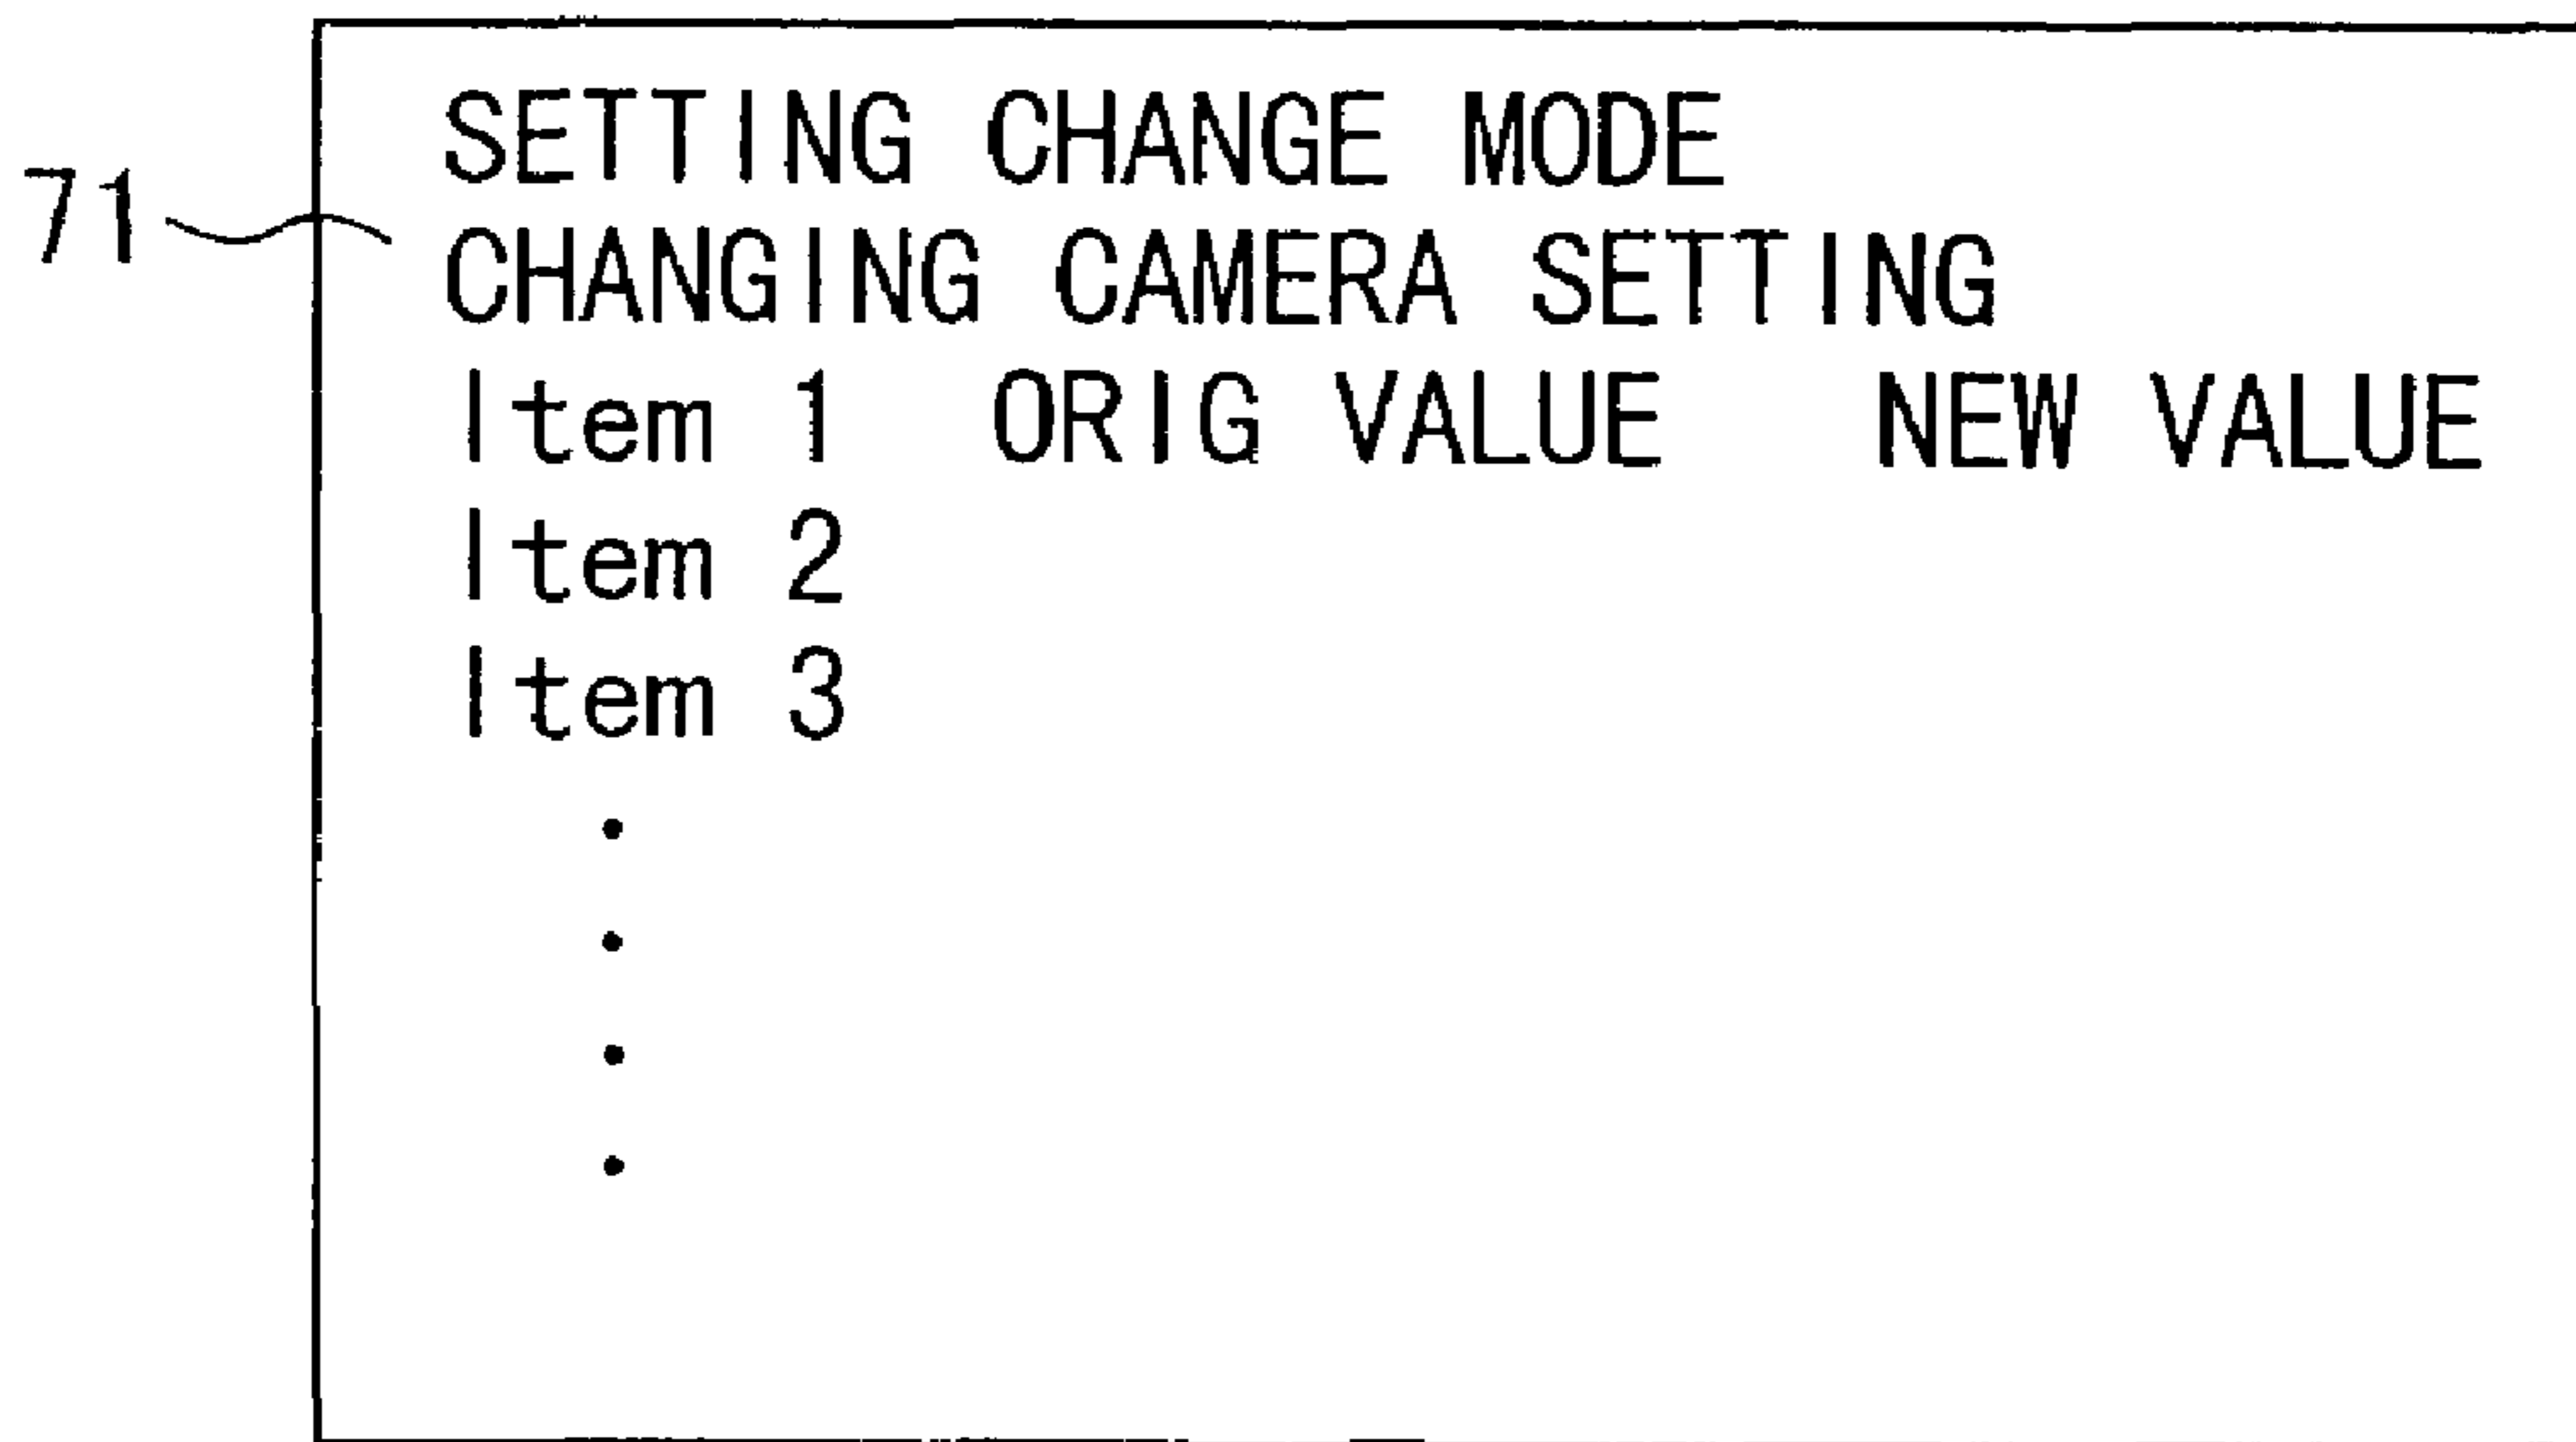 SETTING CHANGE MODE
71
CHANGING CAMERA SETTING
Item 1 ORIG VALUE NEW VALUE
Item 2
Item 3